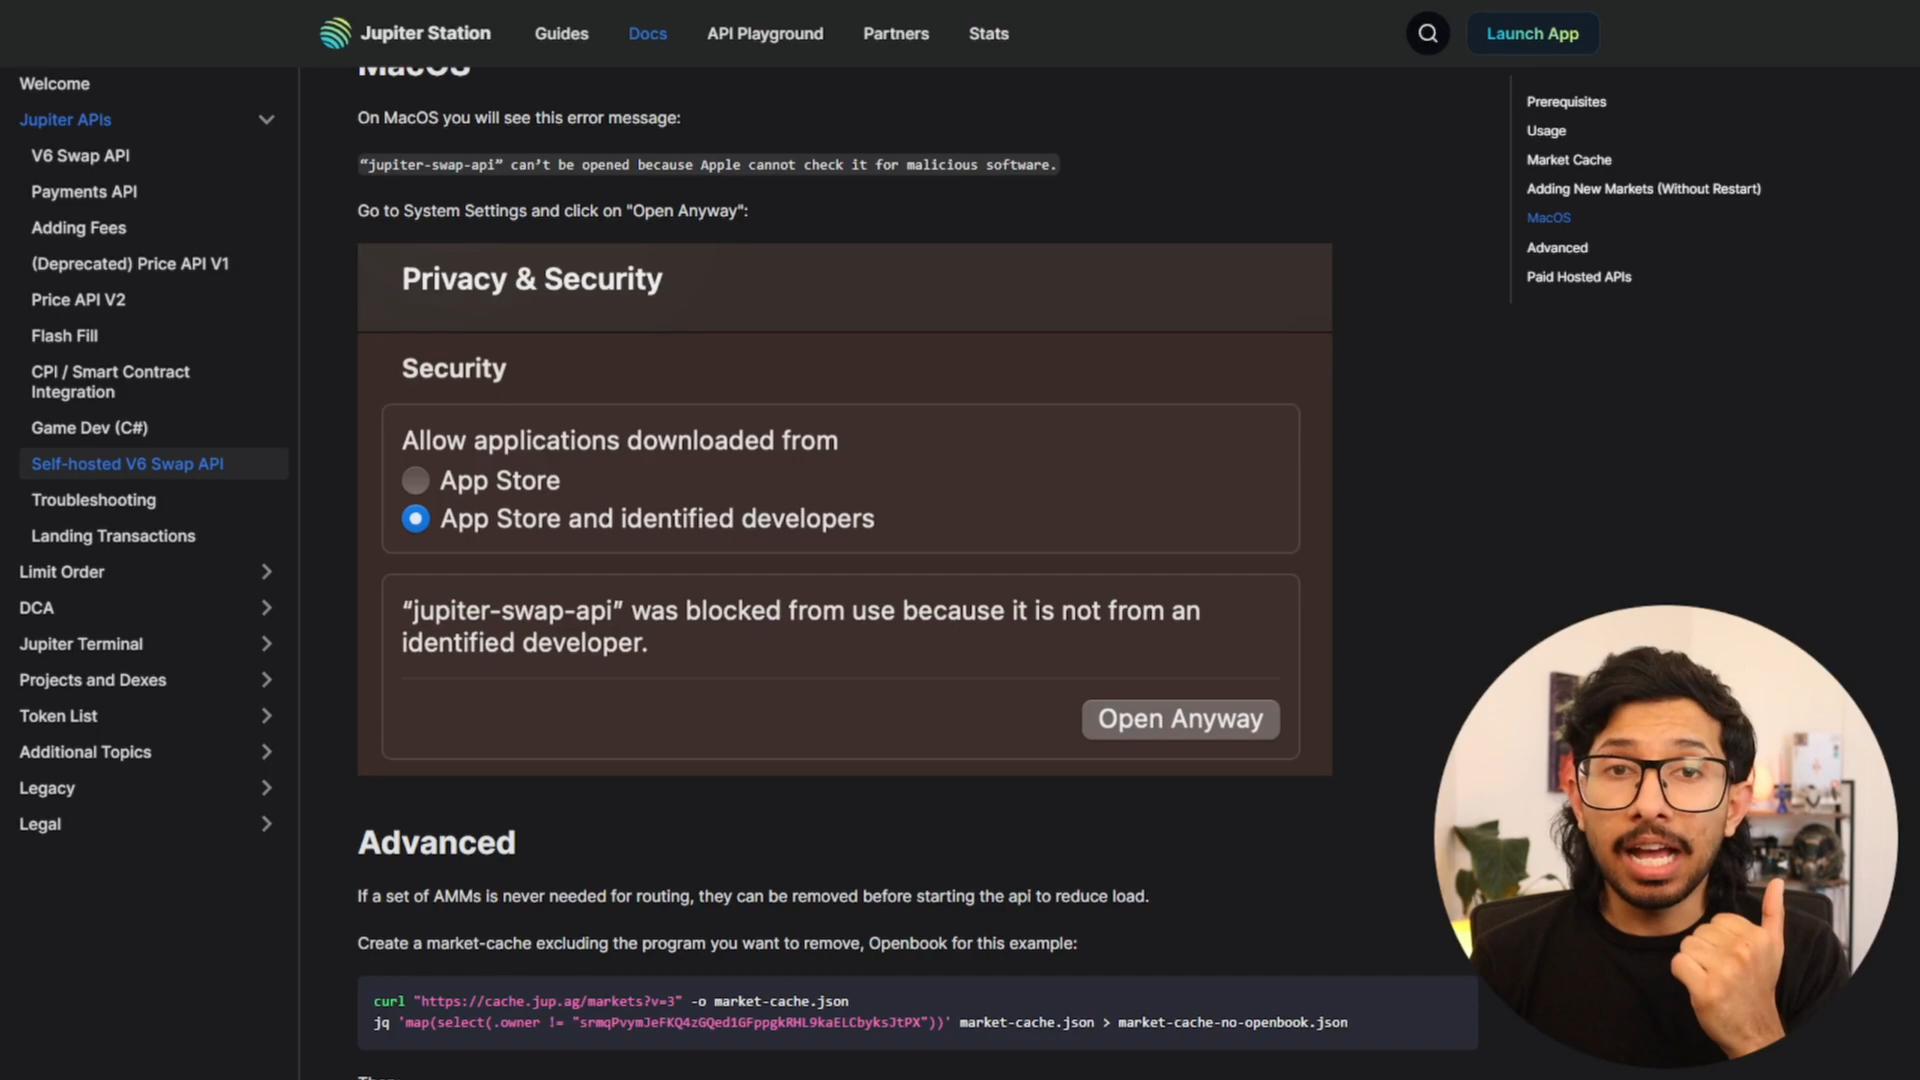 Jupiter Station
Guides
Docs
API Playground
Partners
Stats
Launch App
Welcome
Jupiter APIs
V6 Swap API
Payments API
Adding Fees
(Deprecated) Price API V1
Price API V2
Flash Fill
CPI / Smart Contract
Integration
Game Dev (C#)
Self-hosted V6 Swap API
Troubleshooting
Landing Transactions
Limit Order
DCA
Jupiter Terminal
Projects and Dexes
Token List
Additional Topics
Legacy
Legal
MacOS
On MacOS you will see this error message:
“jupiter-swap-api” can’t be opened because Apple cannot check it for malicious software.
Go to System Settings and click on "Open Anyway":
Privacy & Security
Security
Allow applications downloaded from
App Store
App Store and identified developers
“jupiter-swap-api” was blocked from use because it is not from an
identified developer.
Open Anyway
Advanced
If a set of AMMs is never needed for routing, they can be removed before starting the api to reduce load.
Create a market-cache excluding the program you want to remove, Openbook for this example:
curl "https://cache.jup.ag/markets?v=3" -o market-cache.json
jq 'map(select(.owner != "srmqPvymJeFKQ4zGQed1GFppgkRHL9kaELCbyksJtPX"))' market-cache.json > market-cache-no-openbook.json
Prerequisites
Usage
Market Cache
Adding New Markets (Without Restart)
MacOS
Advanced
Paid Hosted APIs